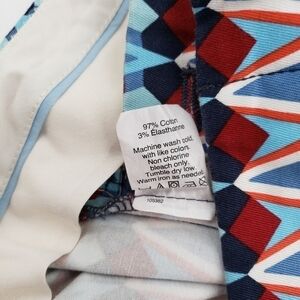 97% Cotton
3% Elasthanne
Machine wash cold,
with like colors.
Non chlorine
bleach only.
Tumble dry low
Warm iron as needed.
109362